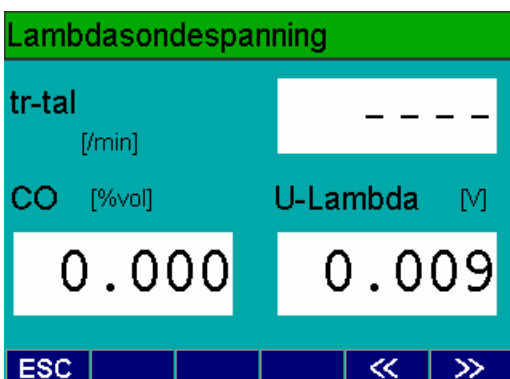 Lambdasondespanning
tr-tal
[/min]
----
CO [%vol]
U-Lambda [V]
0.000
0.009
ESC << >>